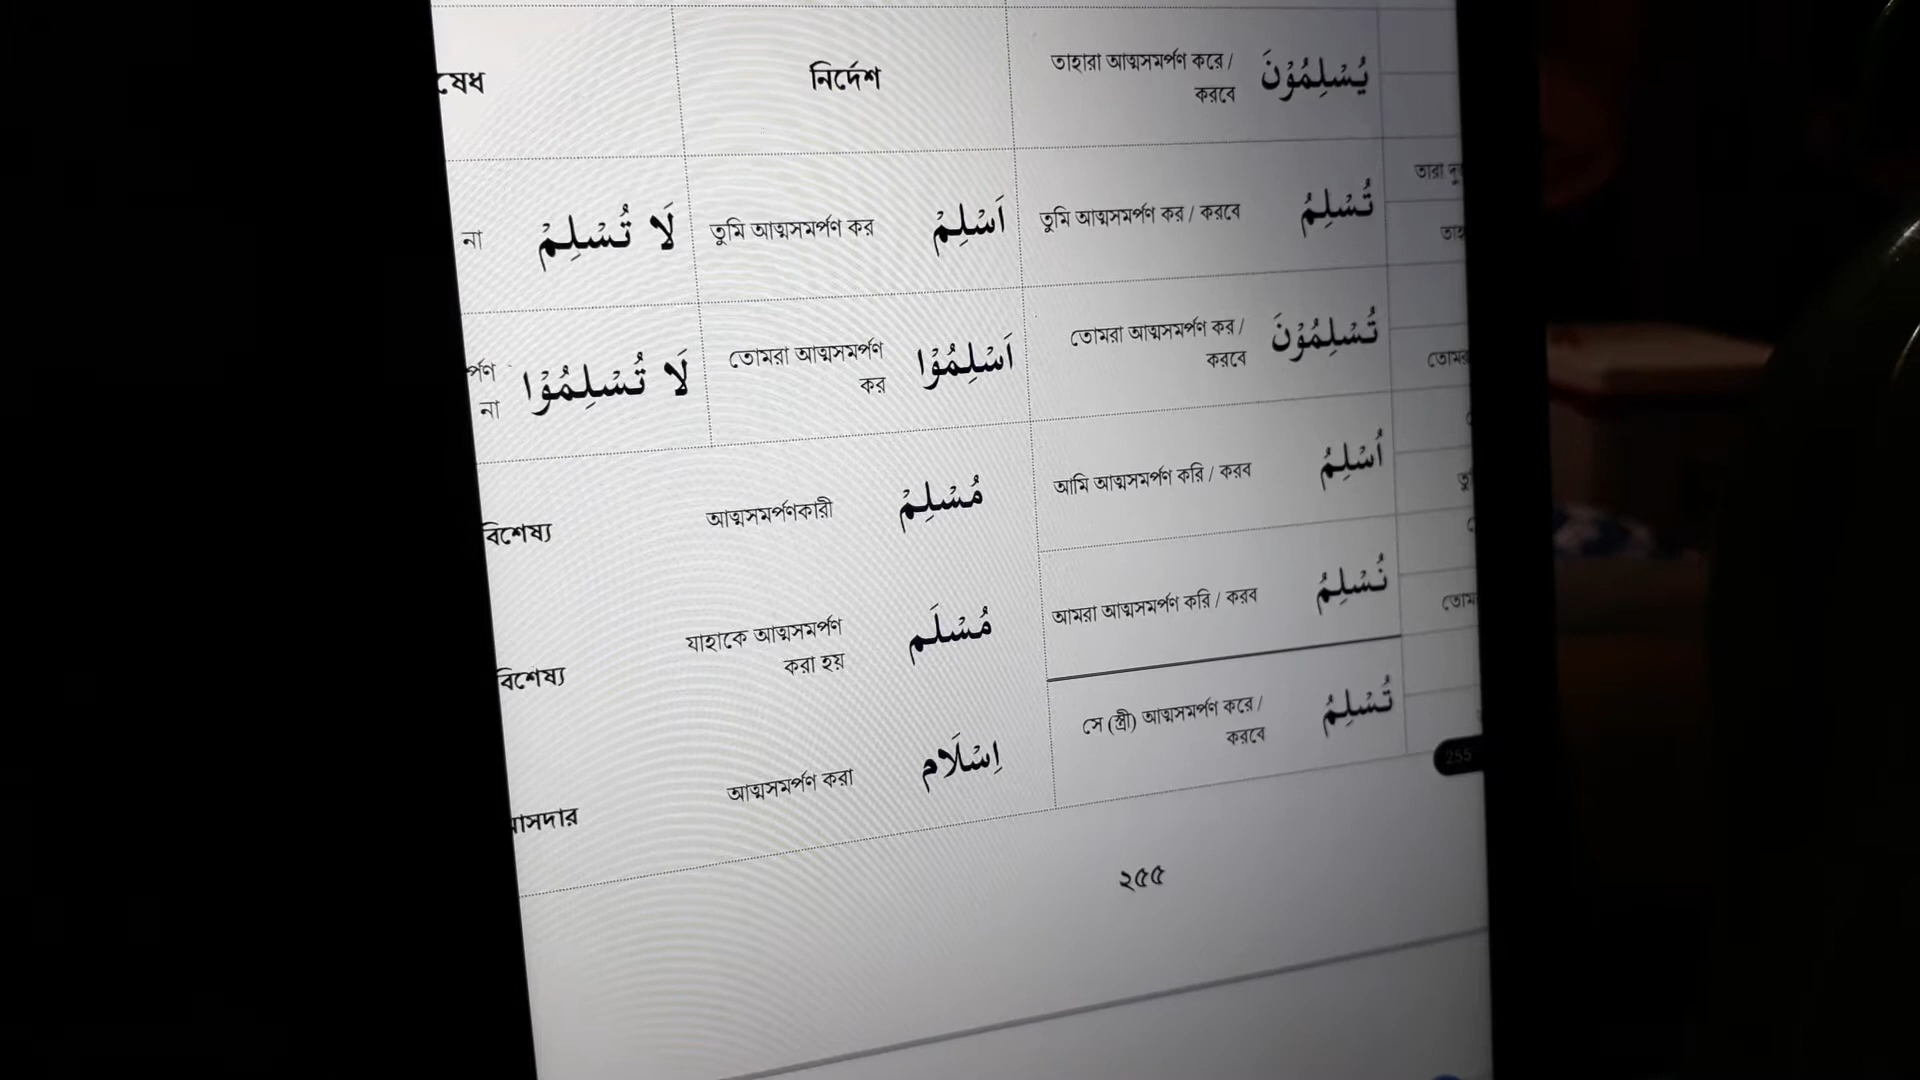 নির্দেশ
তাহারা আত্মসমর্পণ করে / يُسْلِمُوْنَ
করবে
না لَا تُسْلِمْ
তুমি আত্মসমর্পণ কর اَسْلِمْ
তুমি আত্মসমর্পণ কর / করবে تُسْلِمُ
তারা
না لَا تُسْلِمُوْا
তোমরা আত্মসমর্পণ اَسْلِمُوْا
কর
তোমরা আত্মসমর্পণ কর / تُسْلِمُوْنَ
করবে
বিশেষ্য
আত্মসমর্পণকারী مُسْلِمْ
আমি আত্মসমর্পণ করি / করব اُسْلِمُ
বিশেষ্য
যাহাকে আত্মসমর্পণ مُسْلَم
করা হয়
আমরা আত্মসমর্পণ করি / করব نُسْلِمُ
আত্মসমর্পণ করা اِسْلَام
সে (স্ত্রী) আত্মসমর্পণ করে / تُسْلِمُ
করবে
255
২৫৫